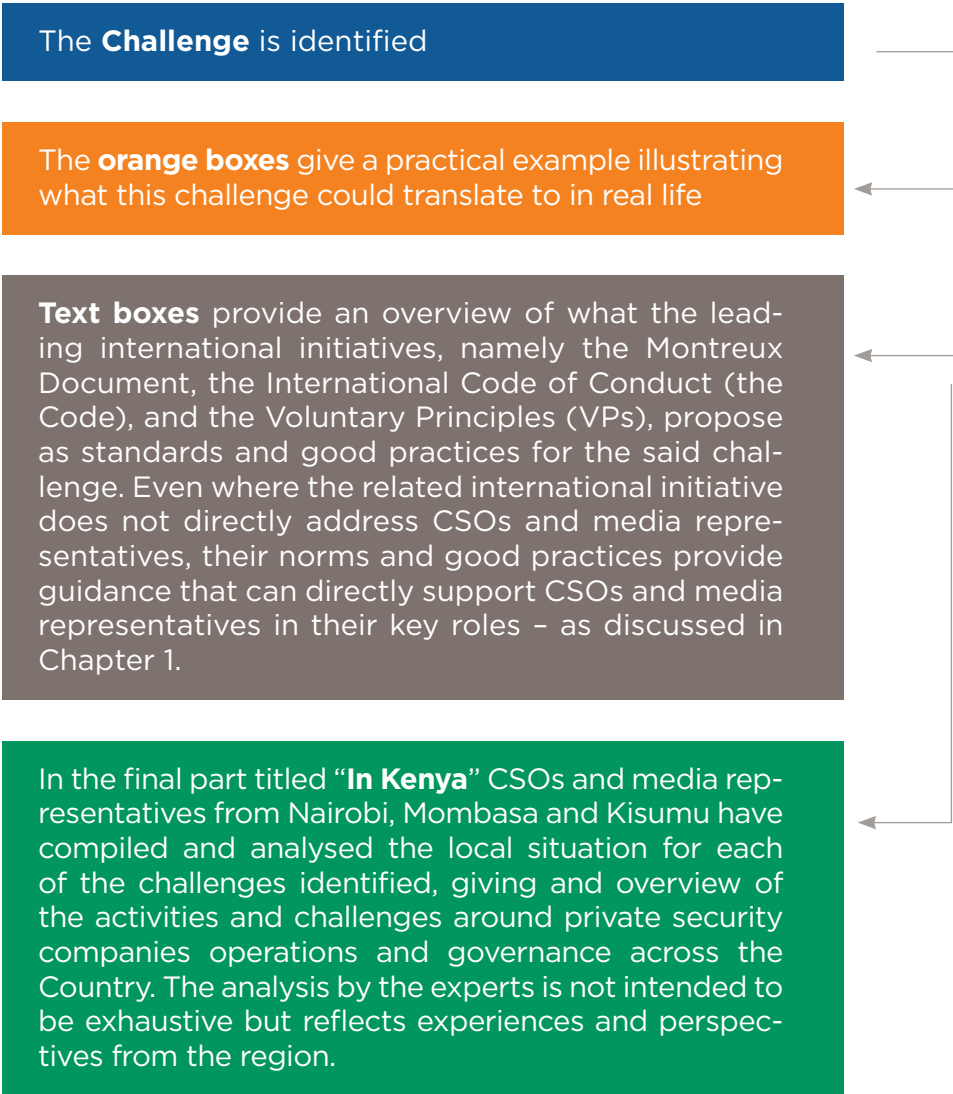 The Challenge is identified
The orange boxes give a practical example illustrating
what this challenge could translate to in real life
Text boxes provide an overview of what the lead-
ing international initiatives, namely the Montreux
Document, the International Code of Conduct (the
Code), and the Voluntary Principles (VPs), propose
as standards and good practices for the said chal-
lenge. Even where the related international initiative
does not directly address CSOs and media repre-
sentatives, their norms and good practices provide
guidance that can directly support CSOs and media
representatives in their key roles – as discussed in
Chapter 1.
In the final part titled “In Kenya” CSOs and media rep-
resentatives from Nairobi, Mombasa and Kisumu have
compiled and analysed the local situation for each
of the challenges identified, giving and overview of
the activities and challenges around private security
companies operations and governance across the
Country. The analysis by the experts is not intended to
be exhaustive but reflects experiences and perspec-
tives from the region.